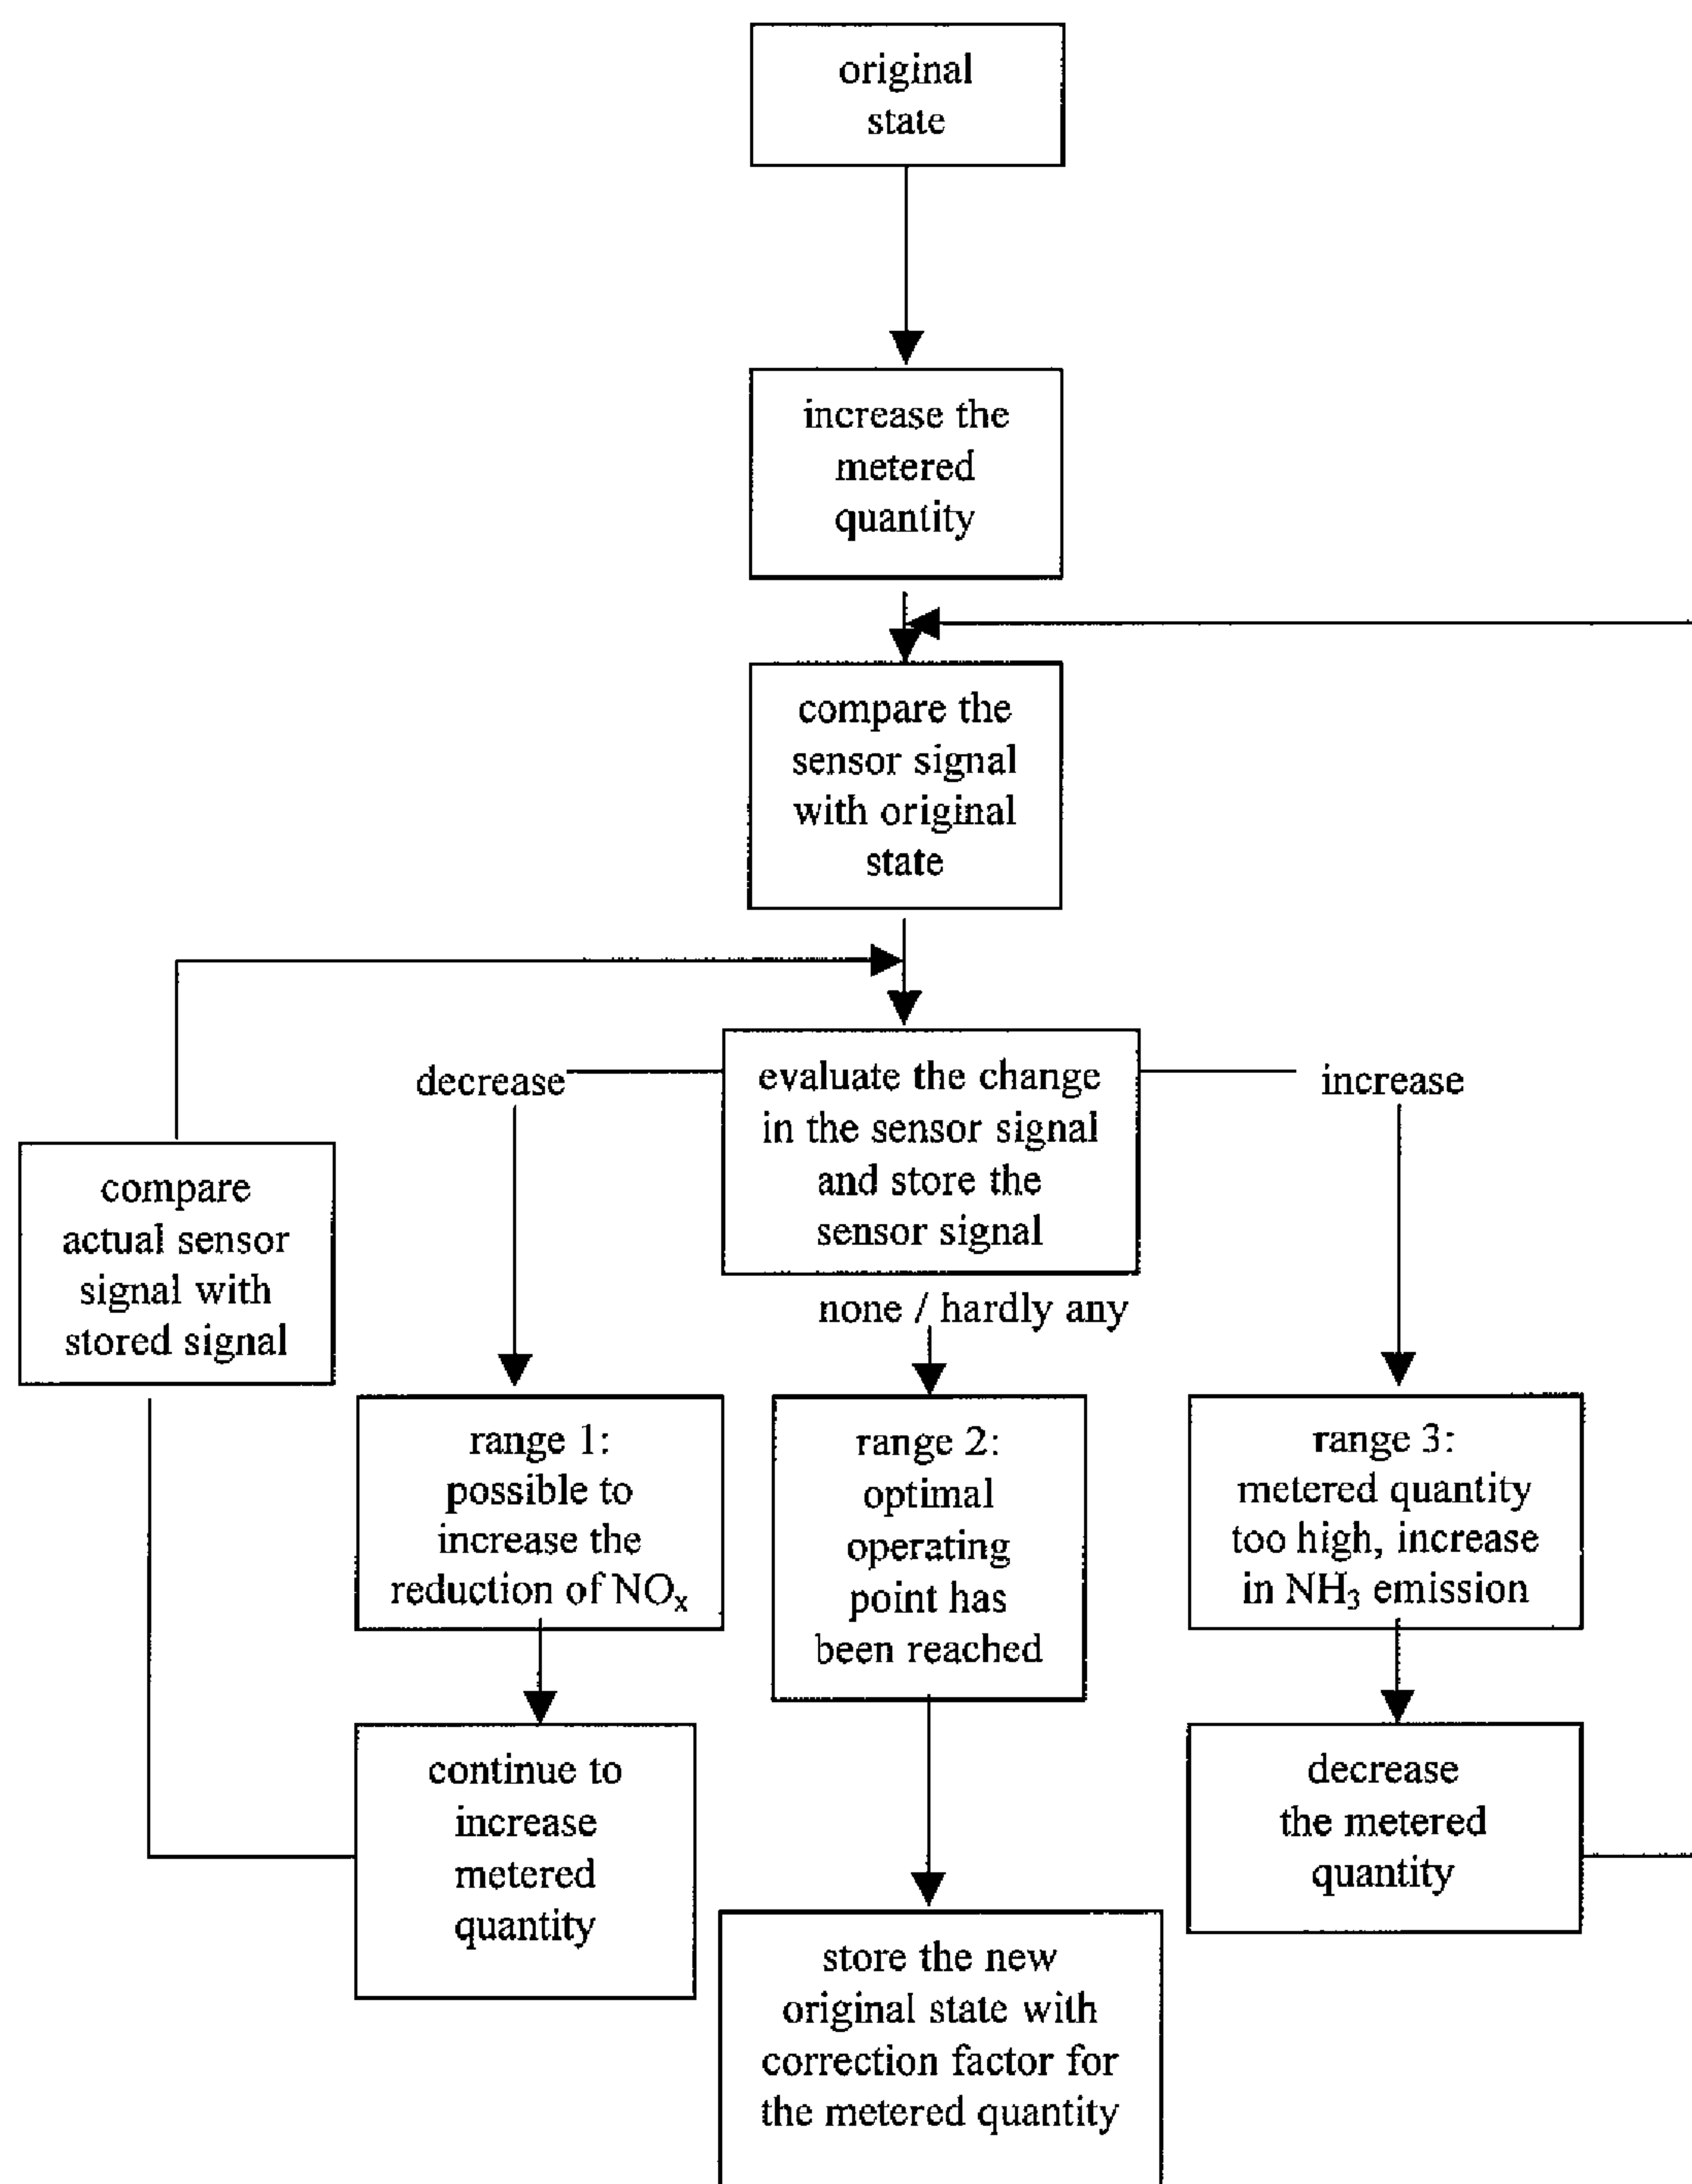 original
state
increase the
metered
quantity
compare the
sensor signal
with original
state
decrease
evaluate the change
in the sensor signal
and store the
sensor signal
increase
compare
actual sensor
signal with
stored signal
none / hardly any
range 1:
possible to
increase the
reduction of NOₓ
range 2:
optimal
operating
point has
been reached
range 3:
metered quantity
too high, increase
in NH₃ emission
continue to
increase
metered
quantity
decrease
the metered
quantity
store the new
original state with
correction factor for
the metered quantity